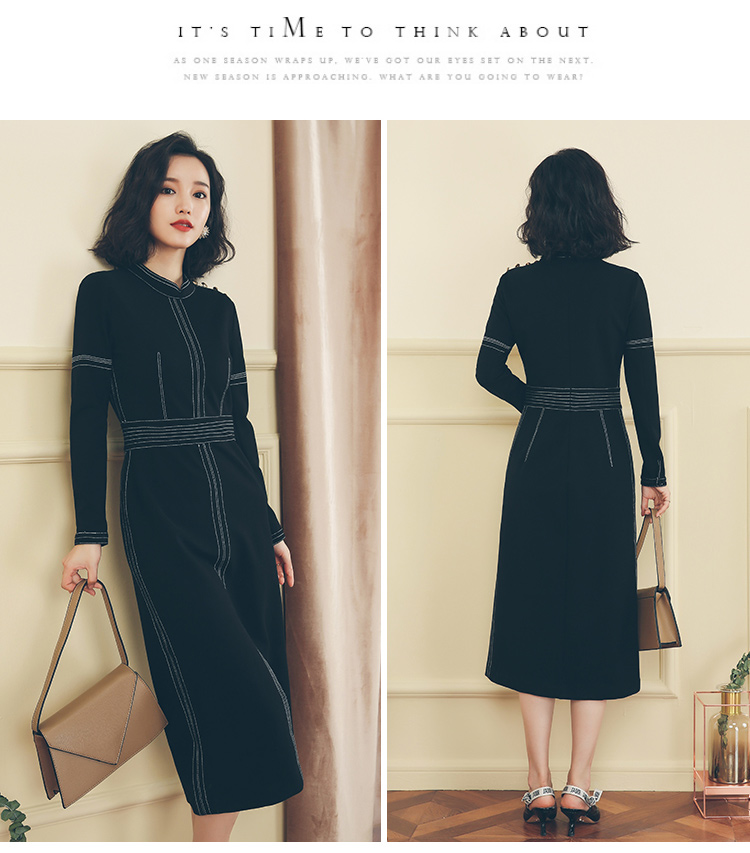 IT'S TIME TO THINK ABOUT
AS ONE SEASON WRAPS UP, WE'VE GOT OUR EYES SET ON THE NEXT.
NEW SEASON IS APPROACHING. WHAT ARE YOU GOING TO WEAR?